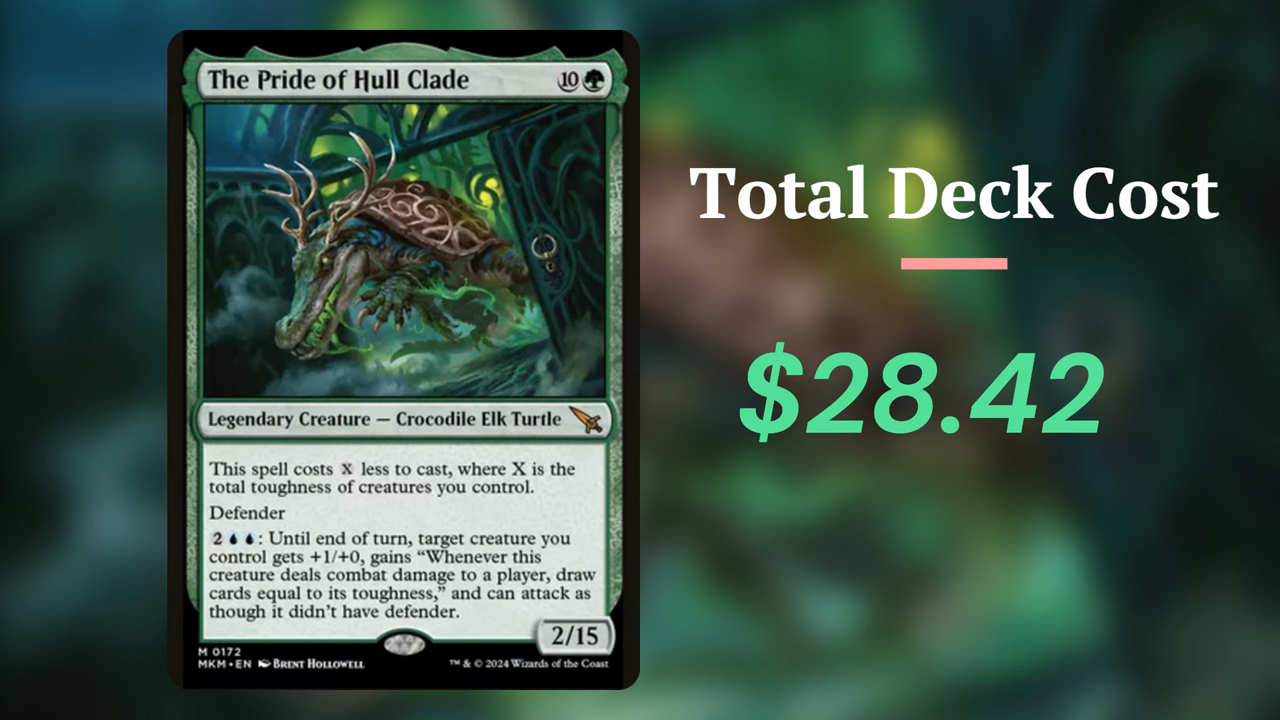 The Pride of Hull Clade
10
Total Deck Cost
$28.42
Legendary Creature — Crocodile Elk Turtle
This spell costs X less to cast, where X is the
total toughness of creatures you control.
Defender
2 : Until end of turn, target creature you
control gets +1/+0, gains “Whenever this
creature deals combat damage to a player, draw
cards equal to its toughness,” and can attack as
though it didn’t have defender.
2/15
M 0172
MKM • EN BRENT HOLLOWELL
™ & © 2024 Wizards of the Coast